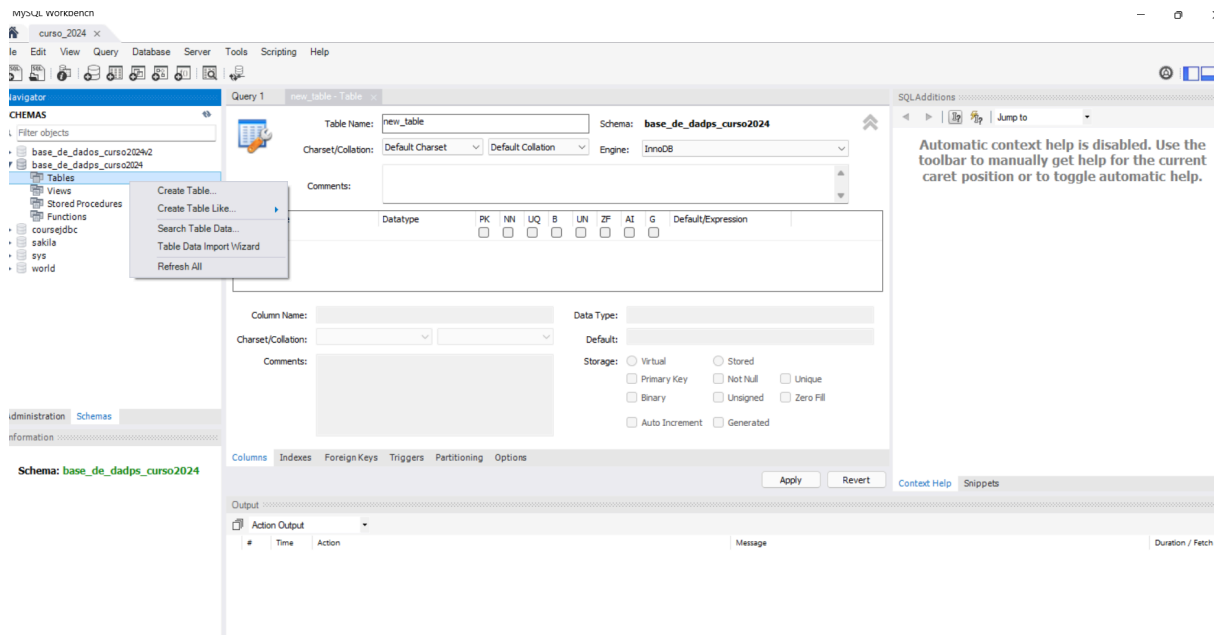 MySQL Workbench
curso_2024 ×
le Edit View Query Database Server Tools Scripting Help
Navigator
CHEMAS
Filter objects
base_de_dados_curso2024v2
base_de_dadps_curso2024
Tables
Views
Stored Procedures
Functions
coursejdbc
sakila
sys
world
Create Table...
Create Table Like...
Search Table Data...
Table Data Import Wizard
Refresh All
Administration Schemas
nformation
Schema: base_de_dadps_curso2024
Query 1 new_table - Table ×
Table Name: new_table Schema: base_de_dadps_curso2024
Charset/Collation: Default Charset Default Collation Engine: InnoDB
Comments:
Datatype PK NN UQ B UN ZF AI G Default/Expression
Column Name: Data Type:
Charset/Collation: Default:
Comments: Storage: Virtual Stored
Primary Key Not Null Unique
Binary Unsigned Zero Fill
Auto Increment Generated
Columns Indexes Foreign Keys Triggers Partitioning Options
Apply Revert
Output
Action Output
# Time Action Message Duration / Fetch
SQLAdditions
Jump to
Automatic context help is disabled. Use the
toolbar to manually get help for the current
caret position or to toggle automatic help.
Context Help Snippets